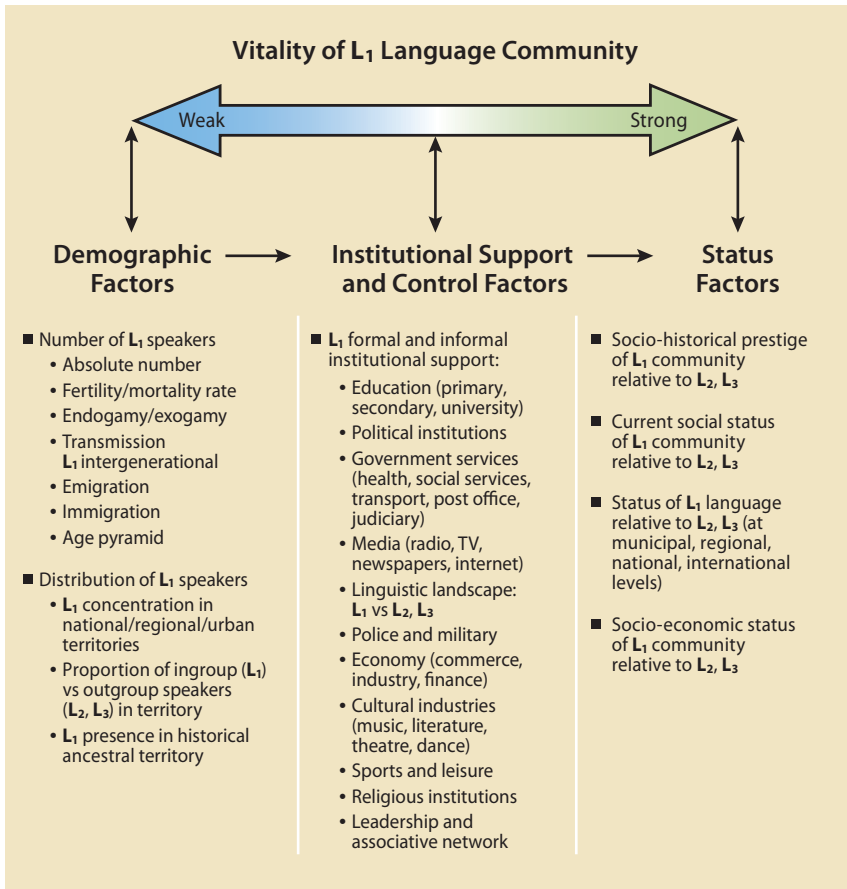 Vitality of L₁ Language Community
Weak
Strong
Demographic
Factors
Institutional Support
and Control Factors
Status
Factors
■ Number of L₁ speakers
• Absolute number
• Fertility/mortality rate
• Endogamy/exogamy
• Transmission
L₁ intergenerational
• Emigration
• Immigration
• Age pyramid
■ Distribution of L₁ speakers
• L₁ concentration in
national/regional/urban
territories
• Proportion of ingroup (L₁)
vs outgroup speakers
(L₂, L₃) in territory
• L₁ presence in historical
ancestral territory
■ L₁ formal and informal
institutional support:
• Education (primary,
secondary, university)
• Political institutions
• Government services
(health, social services,
transport, post office,
judiciary)
• Media (radio, TV,
newspapers, internet)
• Linguistic landscape:
L₁ vs L₂, L₃
• Police and military
• Economy (commerce,
industry, finance)
• Cultural industries
(music, literature,
theatre, dance)
• Sports and leisure
• Religious institutions
• Leadership and
associative network
■ Socio-historical prestige
of L₁ community
relative to L₂, L₃
■ Current social status
of L₁ community
relative to L₂, L₃
■ Status of L₁ language
relative to L₂, L₃ (at
municipal, regional,
national, international
levels)
■ Socio-economic status
of L₁ community
relative to L₂, L₃